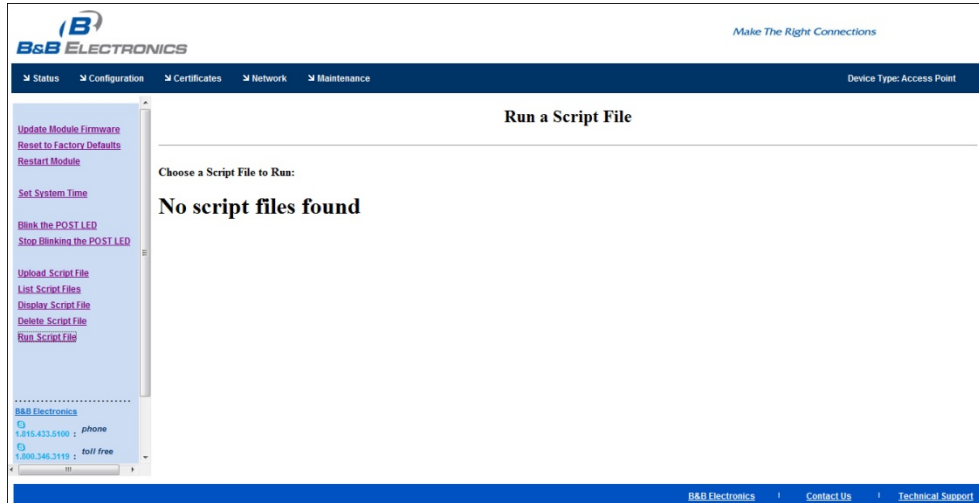 B&B ELECTRONICS
Make The Right Connections
Status Configuration Certificates Network Maintenance Device Type: Access Point
Update Module Firmware
Reset to Factory Defaults
Restart Module
Set System Time
Blink the POST LED
Stop Blinking the POST LED
Upload Script File
List Script Files
Display Script File
Delete Script File
Run Script File
B&B Electronics
1.815.433.5100 : phone
1.800.346.3119 : toll free
Run a Script File
Choose a Script File to Run:
No script files found
B&B Electronics | Contact Us | Technical Support